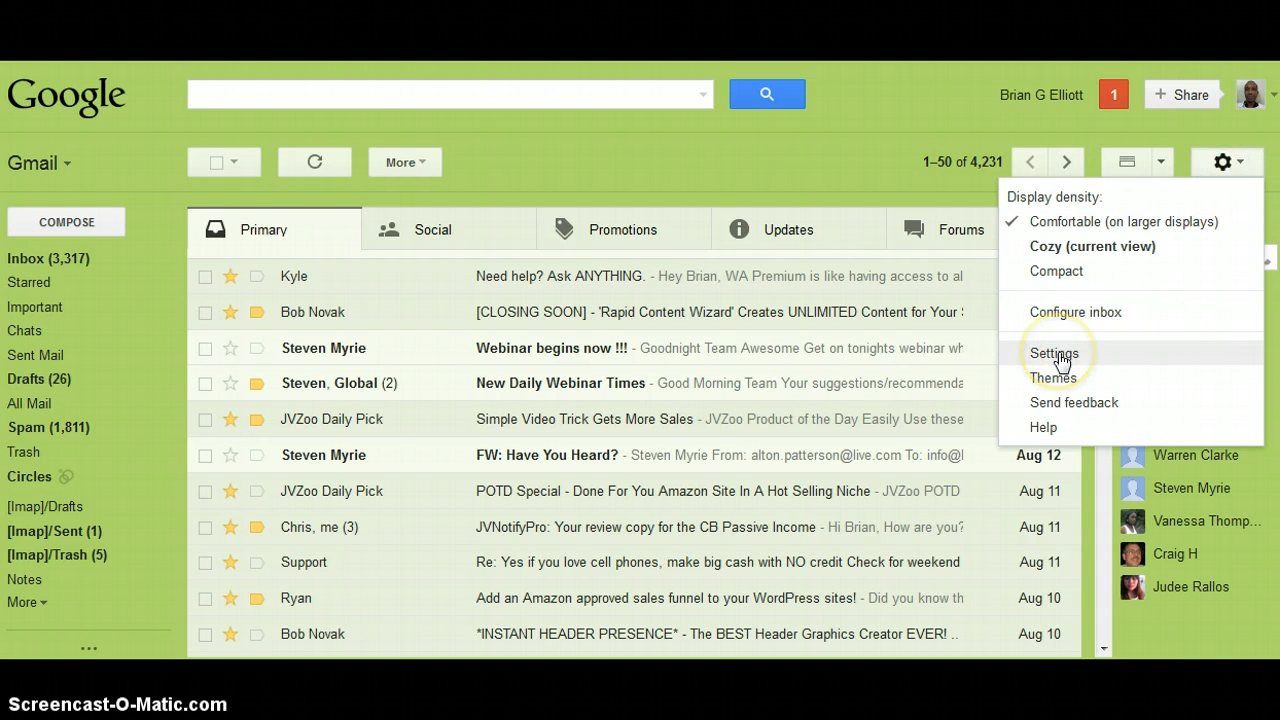 Google
Brian G Elliott 1 + Share
Gmail
More
1–50 of 4,231
COMPOSE
Inbox (3,317)
Starred
Important
Chats
Sent Mail
Drafts (26)
All Mail
Spam (1,811)
Trash
Circles
[Imap]/Drafts
[Imap]/Sent (1)
[Imap]/Trash (5)
Notes
More
Primary Social Promotions Updates Forums
Kyle Need help? Ask ANYTHING. - Hey Brian, WA Premium is like having access to al
Bob Novak [CLOSING SOON] - 'Rapid Content Wizard' Creates UNLIMITED Content for Your
Steven Myrie Webinar begins now !!! - Goodnight Team Awesome Get on tonights webinar wh
Steven, Global (2) New Daily Webinar Times - Good Morning Team Your suggestions/recommenda
JVZoo Daily Pick Simple Video Trick Gets More Sales - JVZoo Product of the Day Easily Use these
Steven Myrie FW: Have You Heard? - Steven Myrie From: alton.patterson@live.com To: info@l Aug 12
JVZoo Daily Pick POTD Special - Done For You Amazon Site In A Hot Selling Niche - JVZoo POTD Aug 11
Chris, me (3) JVNotifyPro: Your review copy for the CB Passive Income - Hi Brian, How are you? Aug 11
Support Re: Yes if you love cell phones, make big cash with NO credit Check for weekend Aug 11
Ryan Add an Amazon approved sales funnel to your WordPress sites! - Did you know th Aug 10
Bob Novak *INSTANT HEADER PRESENCE* - The BEST Header Graphics Creator EVER! .. Aug 10
Display density:
Comfortable (on larger displays)
Cozy (current view)
Compact
Configure inbox
Settings
Themes
Send feedback
Help
Warren Clarke
Steven Myrie
Vanessa Thomp...
Craig H
Judee Rallos
Screencast-O-Matic.com